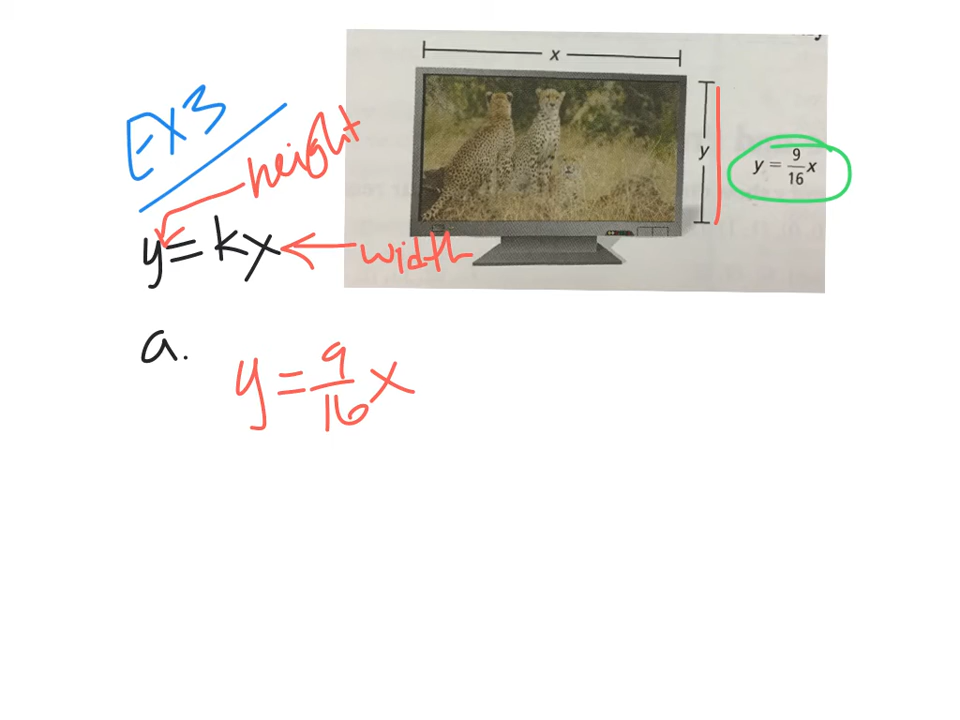 EX3
x
height
y
y = 9/16 x
y = kx
width
a.
y = 9/16 x